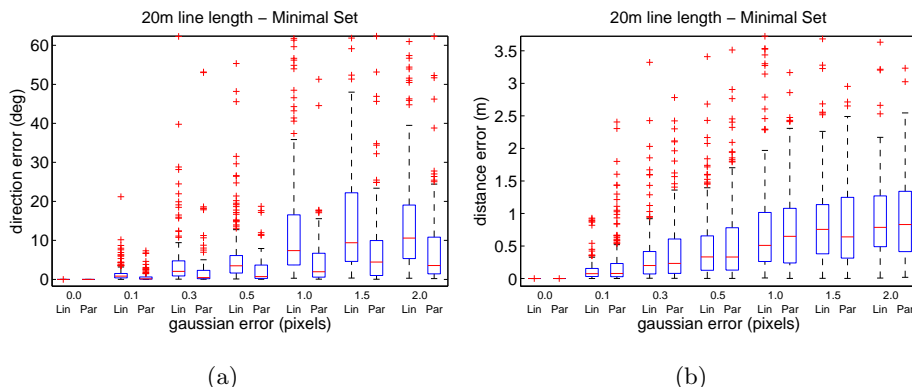 20m line length − Minimal Set
60
50
40
30
20
10
0
direction error (deg)
0.0 0.1 0.3 0.5 1.0 1.5 2.0
Lin Par Lin Par Lin Par Lin Par Lin Par Lin Par Lin Par
gaussian error (pixels)
(a)
20m line length − Minimal Set
3.5
3
2.5
2
1.5
1
0.5
0
distance error (m)
0.0 0.1 0.3 0.5 1.0 1.5 2.0
Lin Par Lin Par Lin Par Lin Par Lin Par Lin Par Lin Par
gaussian error (pixels)
(b)